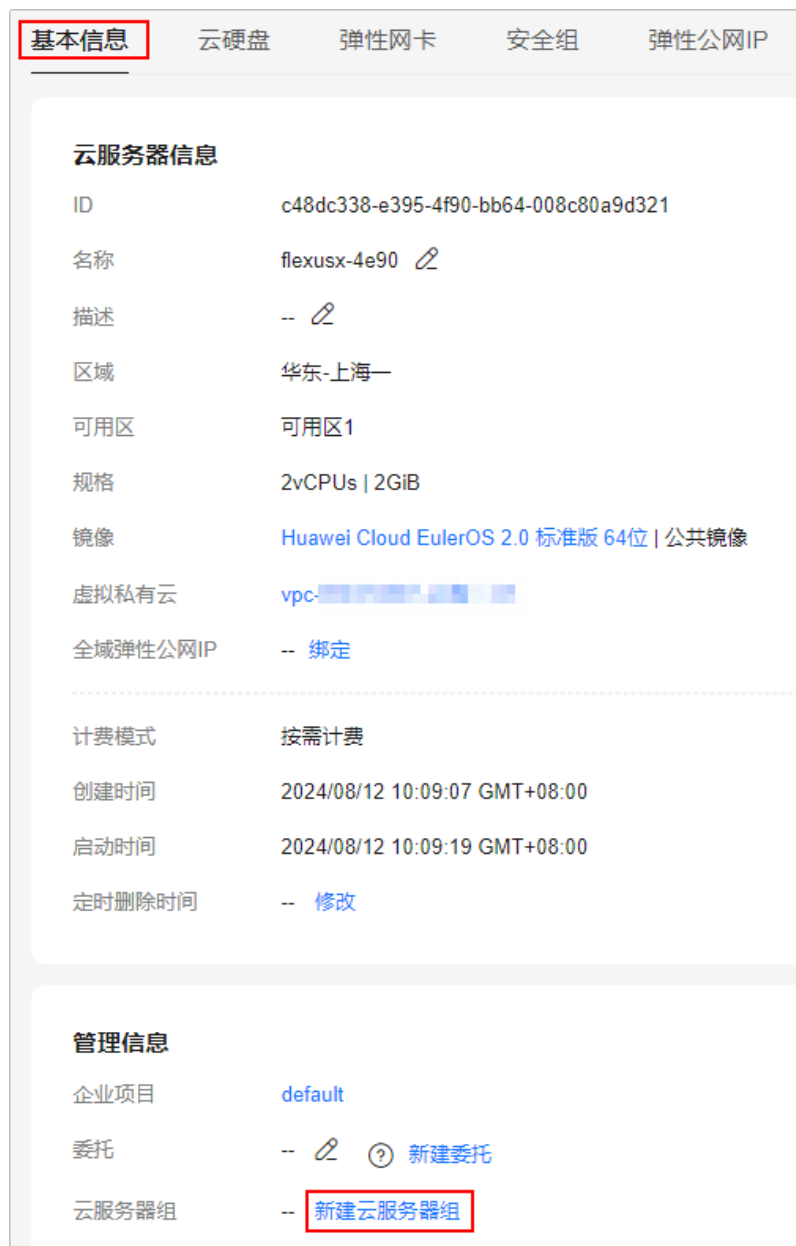 基本信息 云硬盘 弹性网卡 安全组 弹性公网IP
云服务器信息
ID c48dc338-e395-4f90-bb64-008c80a9d321
名称 flexusx-4e90
描述 --
区域 华东-上海一
可用区 可用区1
规格 2vCPUs | 2GiB
镜像 Huawei Cloud EulerOS 2.0 标准版 64位 | 公共镜像
虚拟私有云 vpc-
全域弹性公网IP -- 绑定
计费模式 按需计费
创建时间 2024/08/12 10:09:07 GMT+08:00
启动时间 2024/08/12 10:09:19 GMT+08:00
定时删除时间 -- 修改
管理信息
企业项目 default
委托 -- ? 新建委托
云服务器组 -- 新建云服务器组